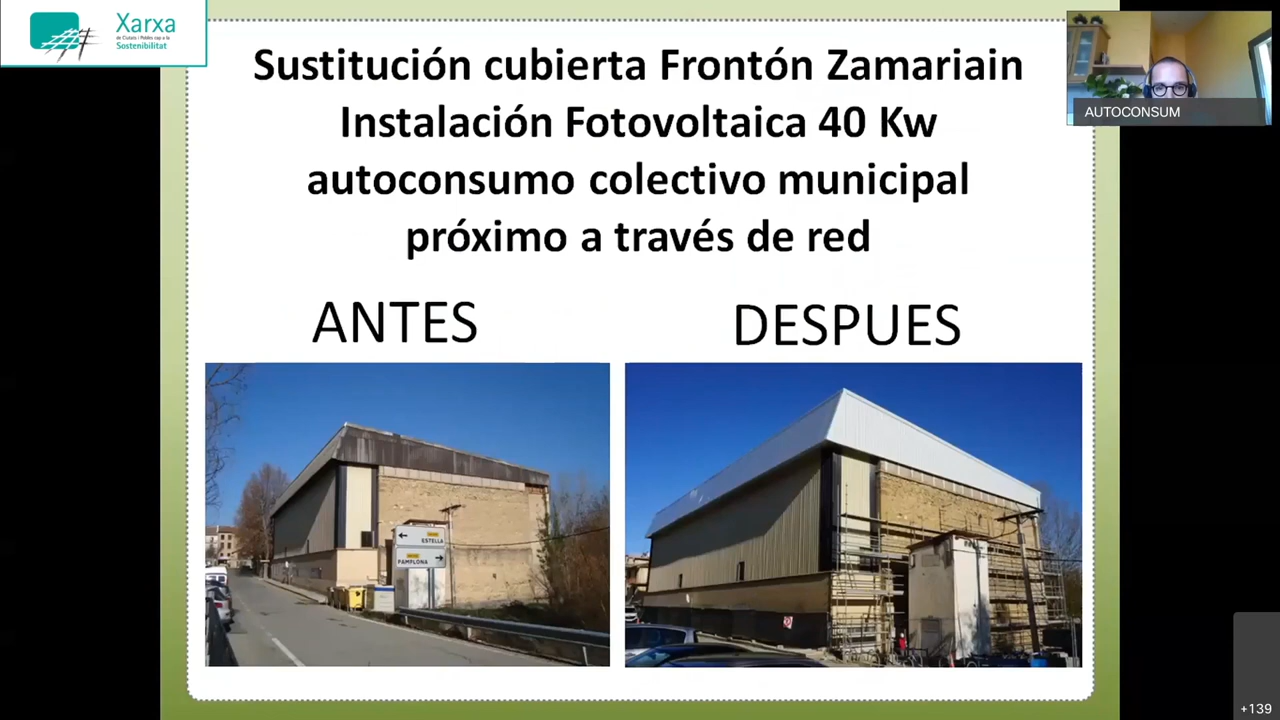 Xarxa
de Ciutats i Pobles cap a la
Sostenibilitat
AUTOCONSUM
Sustitución cubierta Frontón Zamariain
Instalación Fotovoltaica 40 Kw
autoconsumo colectivo municipal
próximo a través de red
ANTES
DESPUES
ESTELLA
PAMPLONA
+139